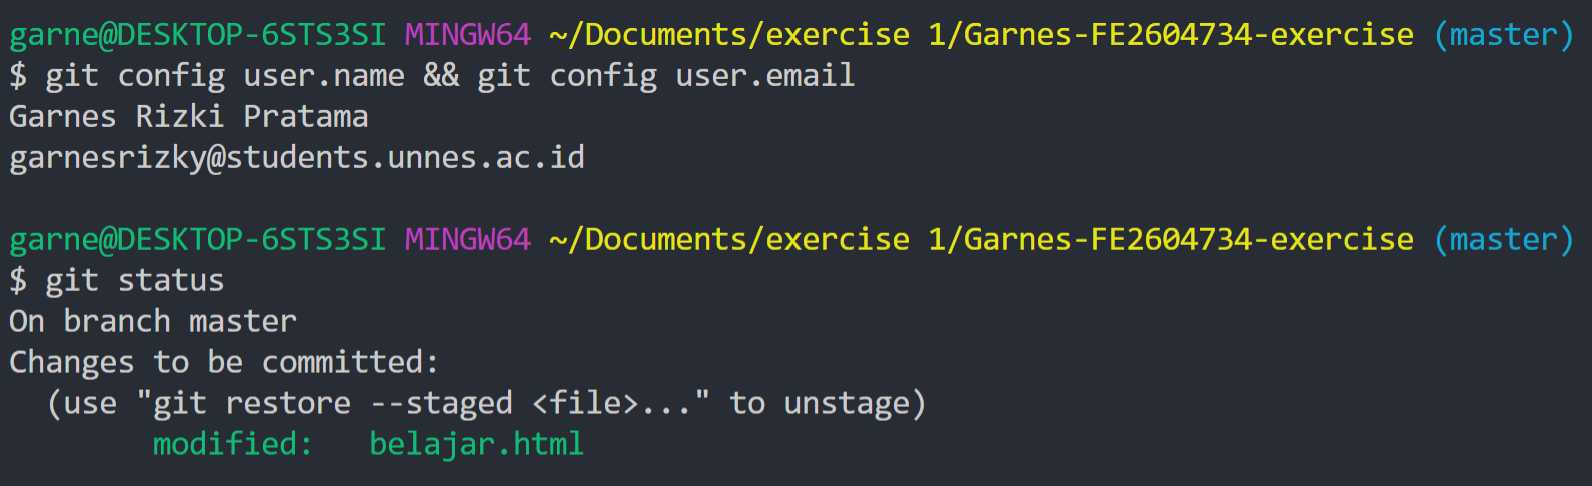 garne@DESKTOP-6STS3SI MINGW64 ~/Documents/exercise 1/Garnes-FE2604734-exercise (master)
$ git config user.name && git config user.email
Garnes Rizki Pratama
garnesrizky@students.unnes.ac.id
garne@DESKTOP-6STS3SI MINGW64 ~/Documents/exercise 1/Garnes-FE2604734-exercise (master)
$ git status
On branch master
Changes to be committed:
  (use "git restore --staged <file>..." to unstage)
        modified:   belajar.html